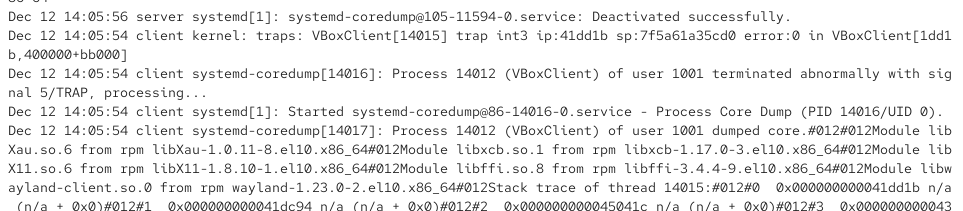 Dec 12 14:05:56 server systemd[1]: systemd-coredump@105-11594-0.service: Deactivated successfully.
Dec 12 14:05:54 client kernel: traps: VBoxClient[14015] trap int3 ip:41dd1b sp:7f5a61a35cd0 error:0 in VBoxClient[1dd1
b,400000+bb000]
Dec 12 14:05:54 client systemd-coredump[14016]: Process 14012 (VBoxClient) of user 1001 terminated abnormally with sig
nal 5/TRAP, processing...
Dec 12 14:05:54 client systemd[1]: Started systemd-coredump@86-14016-0.service - Process Core Dump (PID 14016/UID 0).
Dec 12 14:05:54 client systemd-coredump[14017]: Process 14012 (VBoxClient) of user 1001 dumped core.#012#012Module lib
Xau.so.6 from rpm libXau-1.0.11-8.el10.x86_64#012Module libxcb.so.1 from rpm libxcb-1.17.0-3.el10.x86_64#012Module lib
X11.so.6 from rpm libX11-1.8.10-1.el10.x86_64#012Module libffi.so.8 from rpm libffi-3.4.4-9.el10.x86_64#012Module libw
ayland-client.so.0 from rpm wayland-1.23.0-2.el10.x86_64#012Stack trace of thread 14015:#012#0  0x000000000041dd1b n/a
(n/a + 0x0)#012#1  0x000000000041dc94 n/a (n/a + 0x0)#012#2  0x000000000045041c n/a (n/a + 0x0)#012#3  0x0000000000043